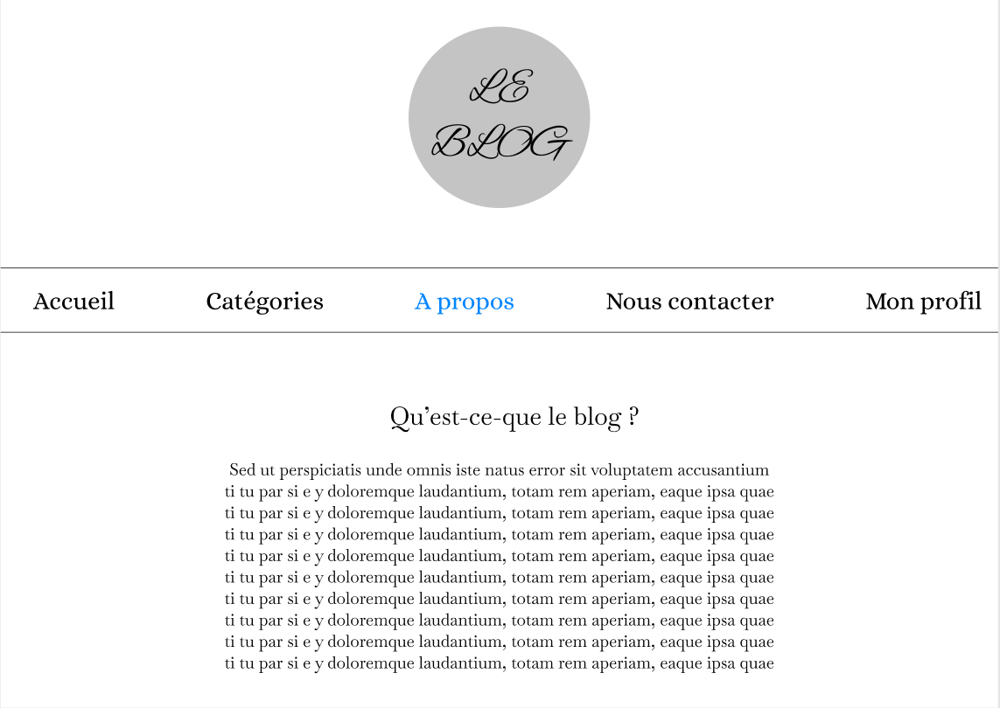 LE
BLOG
Accueil Catégories A propos Nous contacter Mon profil
Qu’est-ce-que le blog ?
Sed ut perspiciatis unde omnis iste natus error sit voluptatem accusantium
ti tu par si e y doloremque laudantium, totam rem aperiam, eaque ipsa quae
ti tu par si e y doloremque laudantium, totam rem aperiam, eaque ipsa quae
ti tu par si e y doloremque laudantium, totam rem aperiam, eaque ipsa quae
ti tu par si e y doloremque laudantium, totam rem aperiam, eaque ipsa quae
ti tu par si e y doloremque laudantium, totam rem aperiam, eaque ipsa quae
ti tu par si e y doloremque laudantium, totam rem aperiam, eaque ipsa quae
ti tu par si e y doloremque laudantium, totam rem aperiam, eaque ipsa quae
ti tu par si e y doloremque laudantium, totam rem aperiam, eaque ipsa quae
ti tu par si e y doloremque laudantium, totam rem aperiam, eaque ipsa quae